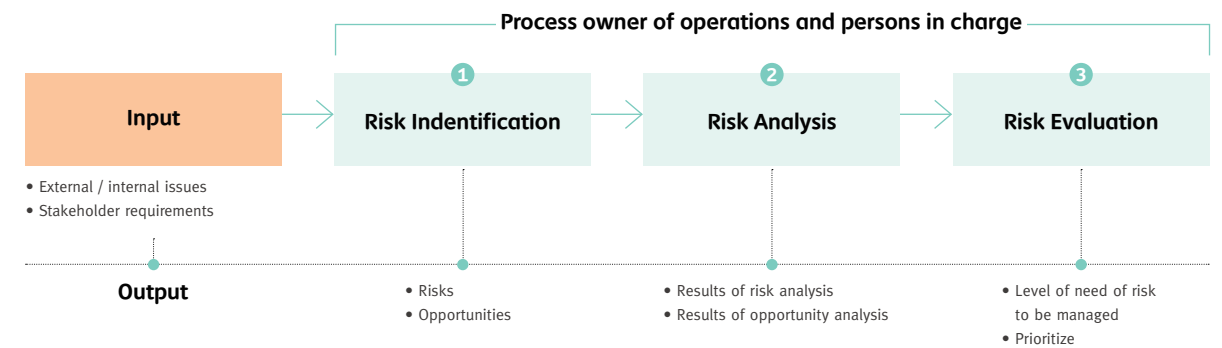 Process owner of operations and persons in charge
1
2
3
Input
Risk Indentification
Risk Analysis
Risk Evaluation
• External / internal issues
• Stakeholder requirements
Output
• Risks
• Opportunities
• Results of risk analysis
• Results of opportunity analysis
• Level of need of risk
to be managed
• Prioritize